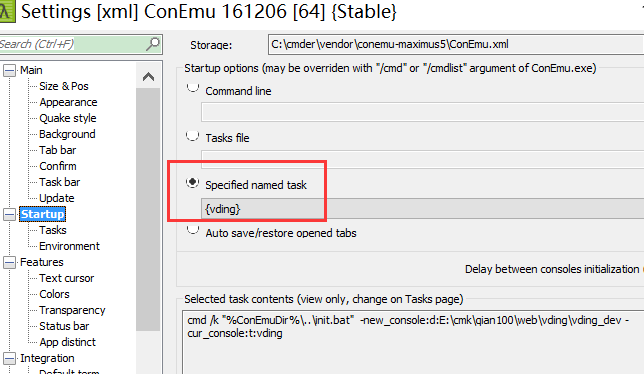 Settings [xml] ConEmu 161206 [64] {Stable}
Search (Ctrl+F)
Storage:
C:\cmder\vendor\conemu-maximus5\ConEmu.xml
Main
Size & Pos
Appearance
Quake style
Background
Tab bar
Confirm
Task bar
Update
Startup
Tasks
Environment
Features
Text cursor
Colors
Transparency
Status bar
App distinct
Integration
Default term
Startup options (may be overriden with "/cmd" or "/cmdlist" argument of ConEmu.exe)
Command line
Tasks file
Specified named task
{vding}
Auto save/restore opened tabs
Delay between consoles initialization (
Selected task contents (view only, change on Tasks page)
cmd /k "%ConEmuDir%\..\init.bat" -new_console:d:E:\cmk\qian100\web\vding\vding_dev -
cur_console:t:vding